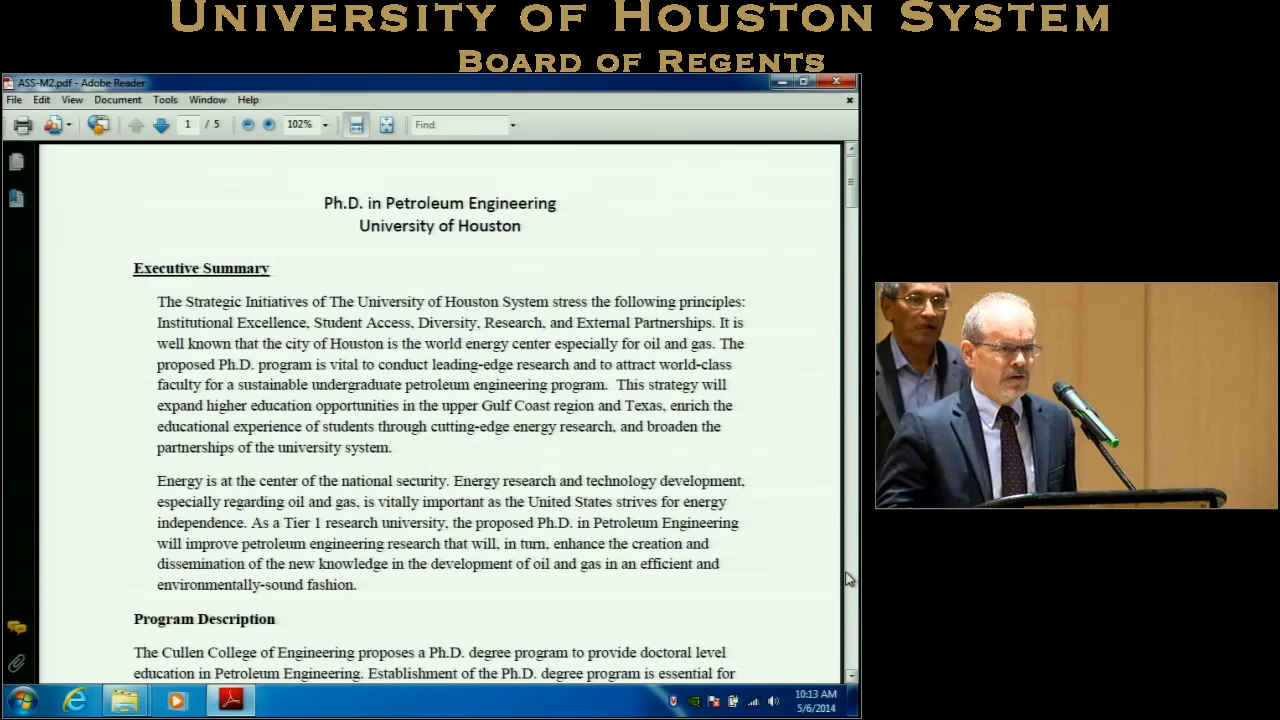 UNIVERSITY OF HOUSTON SYSTEM
BOARD OF REGENTS
ASS-M2.pdf - Adobe Reader
File Edit View Document Tools Window Help
1 / 5 102% Find
Ph.D. in Petroleum Engineering
University of Houston
Executive Summary
The Strategic Initiatives of The University of Houston System stress the following principles:
Institutional Excellence, Student Access, Diversity, Research, and External Partnerships. It is
well known that the city of Houston is the world energy center especially for oil and gas. The
proposed Ph.D. program is vital to conduct leading-edge research and to attract world-class
faculty for a sustainable undergraduate petroleum engineering program. This strategy will
expand higher education opportunities in the upper Gulf Coast region and Texas, enrich the
educational experience of students through cutting-edge energy research, and broaden the
partnerships of the university system.
Energy is at the center of the national security. Energy research and technology development,
especially regarding oil and gas, is vitally important as the United States strives for energy
independence. As a Tier 1 research university, the proposed Ph.D. in Petroleum Engineering
will improve petroleum engineering research that will, in turn, enhance the creation and
dissemination of the new knowledge in the development of oil and gas in an efficient and
environmentally-sound fashion.
Program Description
The Cullen College of Engineering proposes a Ph.D. degree program to provide doctoral level
education in Petroleum Engineering. Establishment of the Ph.D. degree program is essential for
10:13 AM
5/6/2014